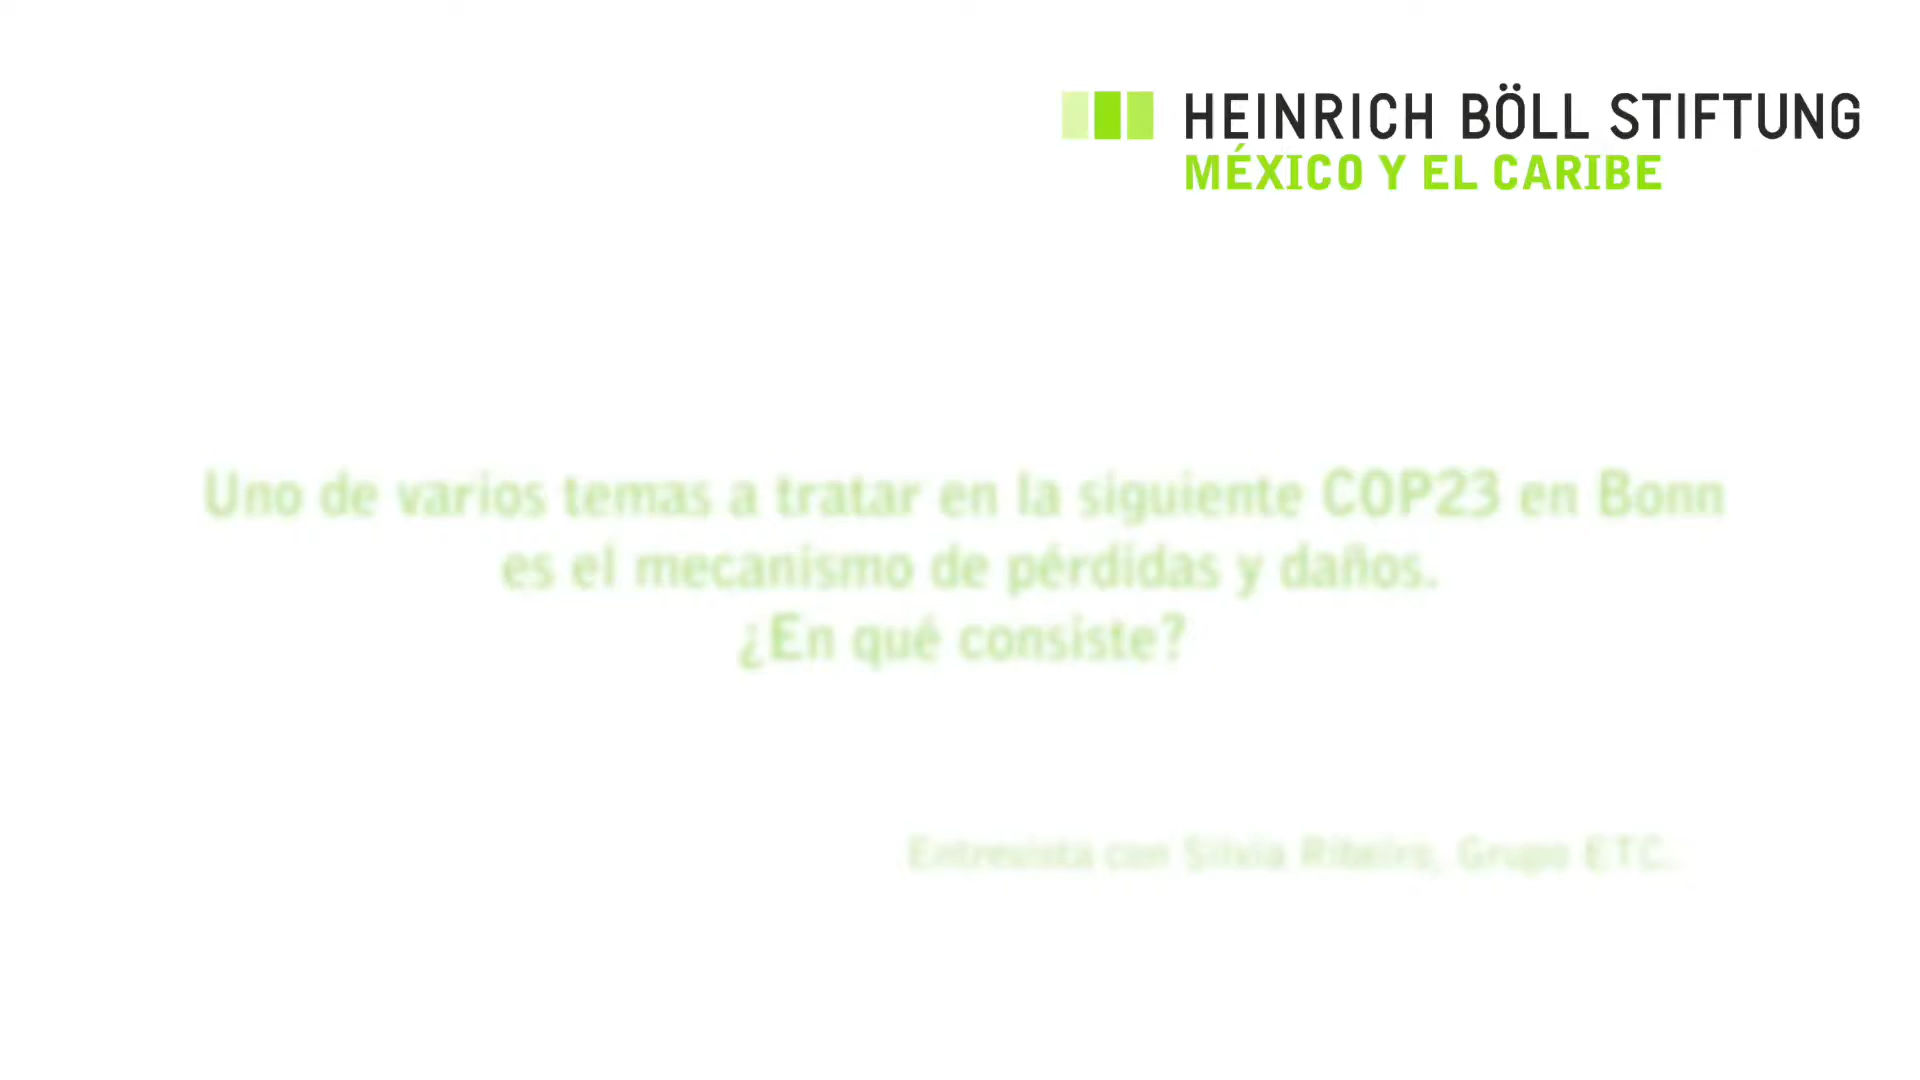 HEINRICH BÖLL STIFTUNG
MÉXICO Y EL CARIBE
Uno de varios temas a tratar en la siguiente COP23 en Bonn
es el mecanismo de pérdidas y daños.
¿En qué consiste?
Entrevista con Silvia Ribeiro, Grupo ETC.